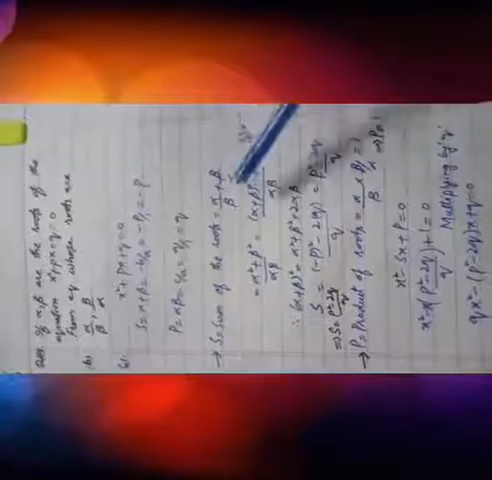 Q.20 If α,β are the roots of the
equation x²+px+q=0
Form eq whose roots are
(b) α/β, β/α
Sol. x²+px+q=0
S=α+β=-b/a=-p/1=-p
P=αβ=c/a=q/1=q
→ S=Sum of the roots = α/β + β/α
= α²+β²/αβ = (α+β)²
αβ
∴ (α+β)²=α²+β²+2αβ
S = (-p)²-2(q)/q = p²-2q/q
⇒ S = p²-2q/q
→ P=Product of roots = α/β × β/α = 1 ⇒ P=1
x²-Sx+P=0
x²-x(p²-2q/q)+1=0
Multiplying by 'q'
qx²-(p²-2q)x+q=0